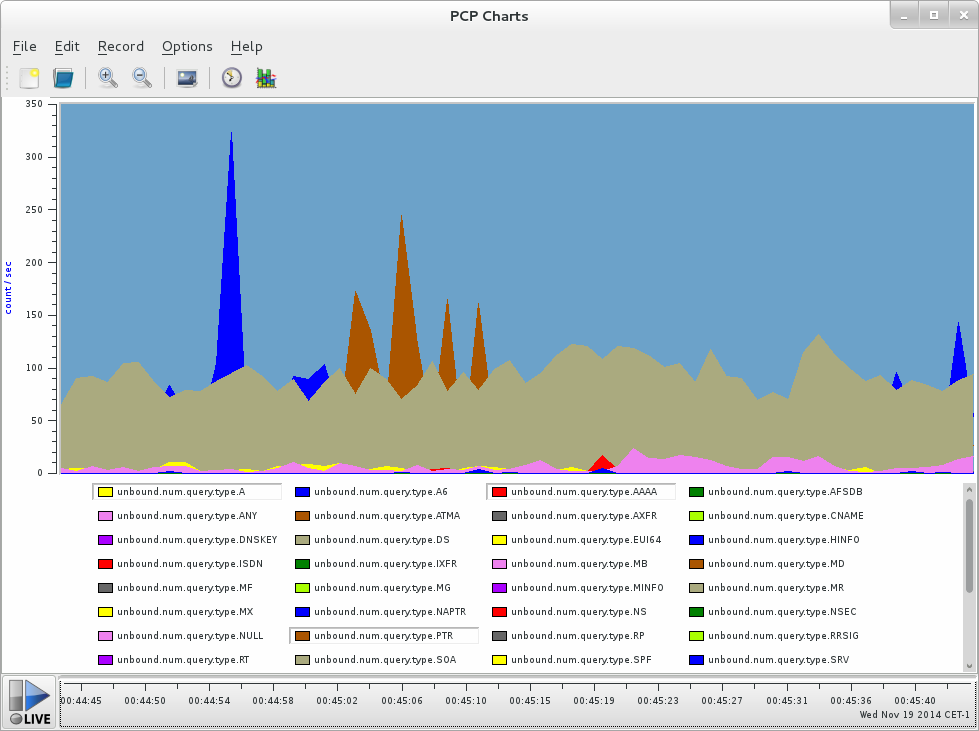 PCP Charts
File Edit Record Options Help
350
300
250
200
150
100
50
0
count/sec
unbound.num.query.type.A unbound.num.query.type.A6 unbound.num.query.type.AAAA unbound.num.query.type.AFSDB
unbound.num.query.type.ANY unbound.num.query.type.ATMA unbound.num.query.type.AXFR unbound.num.query.type.CNAME
unbound.num.query.type.DNSKEY unbound.num.query.type.DS unbound.num.query.type.EUI64 unbound.num.query.type.HINFO
unbound.num.query.type.ISDN unbound.num.query.type.IXFR unbound.num.query.type.MB unbound.num.query.type.MD
unbound.num.query.type.MF unbound.num.query.type.MG unbound.num.query.type.MINFO unbound.num.query.type.MR
unbound.num.query.type.MX unbound.num.query.type.NAPTR unbound.num.query.type.NS unbound.num.query.type.NSEC
unbound.num.query.type.NULL unbound.num.query.type.PTR unbound.num.query.type.RP unbound.num.query.type.RRSIG
unbound.num.query.type.RT unbound.num.query.type.SOA unbound.num.query.type.SPF unbound.num.query.type.SRV
00:44:45 00:44:50 00:44:54 00:44:58 00:45:02 00:45:06 00:45:10 00:45:15 00:45:19 00:45:23 00:45:27 00:45:31 00:45:36 00:45:40
LIVE
Wed Nov 19 2014 CET-1